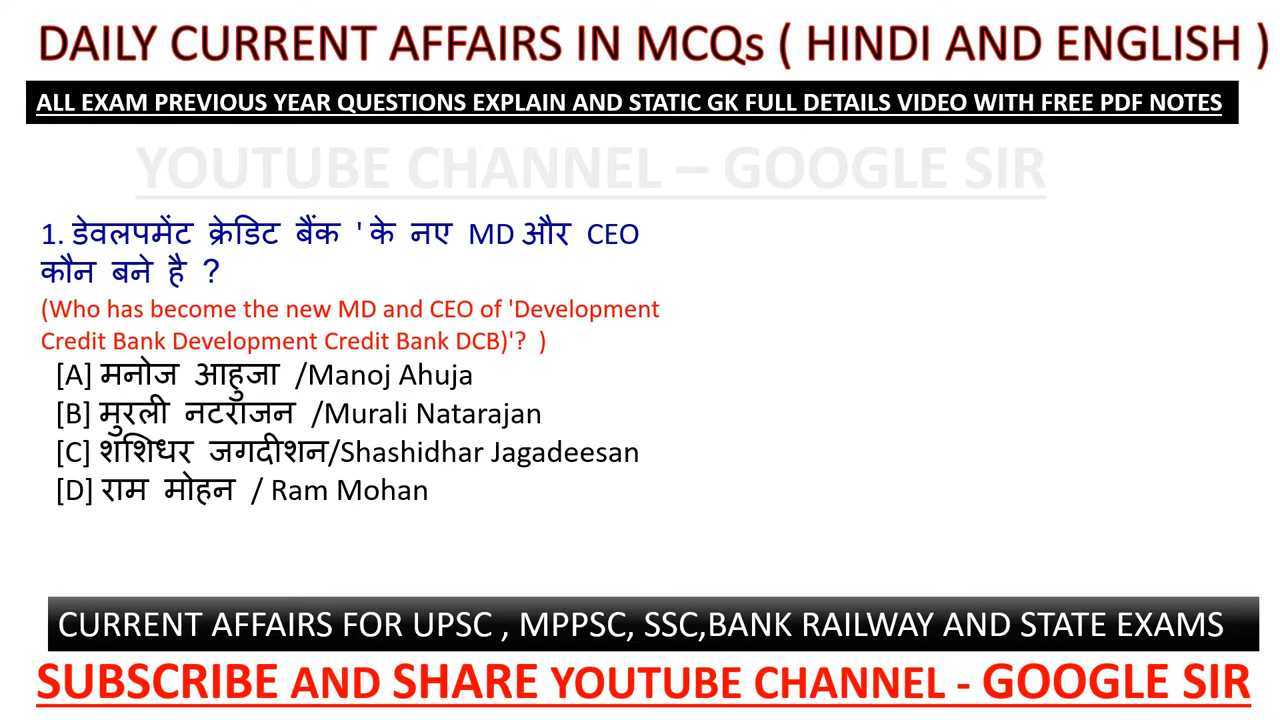 DAILY CURRENT AFFAIRS IN MCQs ( HINDI AND ENGLISH )
ALL EXAM PREVIOUS YEAR QUESTIONS EXPLAIN AND STATIC GK FULL DETAILS VIDEO WITH FREE PDF NOTES
YOUTUBE CHANNEL – GOOGLE SIR
1. डेवलपमेंट क्रेडिट बैंक ' के नए MD और CEO
कौन बने है ?
(Who has become the new MD and CEO of 'Development
Credit Bank Development Credit Bank DCB)'? )
[A] मनोज आहुजा /Manoj Ahuja
[B] मुरली नटराजन /Murali Natarajan
[C] शशिधर जगदीशन/Shashidhar Jagadeesan
[D] राम मोहन / Ram Mohan
CURRENT AFFAIRS FOR UPSC , MPPSC, SSC,BANK RAILWAY AND STATE EXAMS
SUBSCRIBE AND SHARE YOUTUBE CHANNEL - GOOGLE SIR